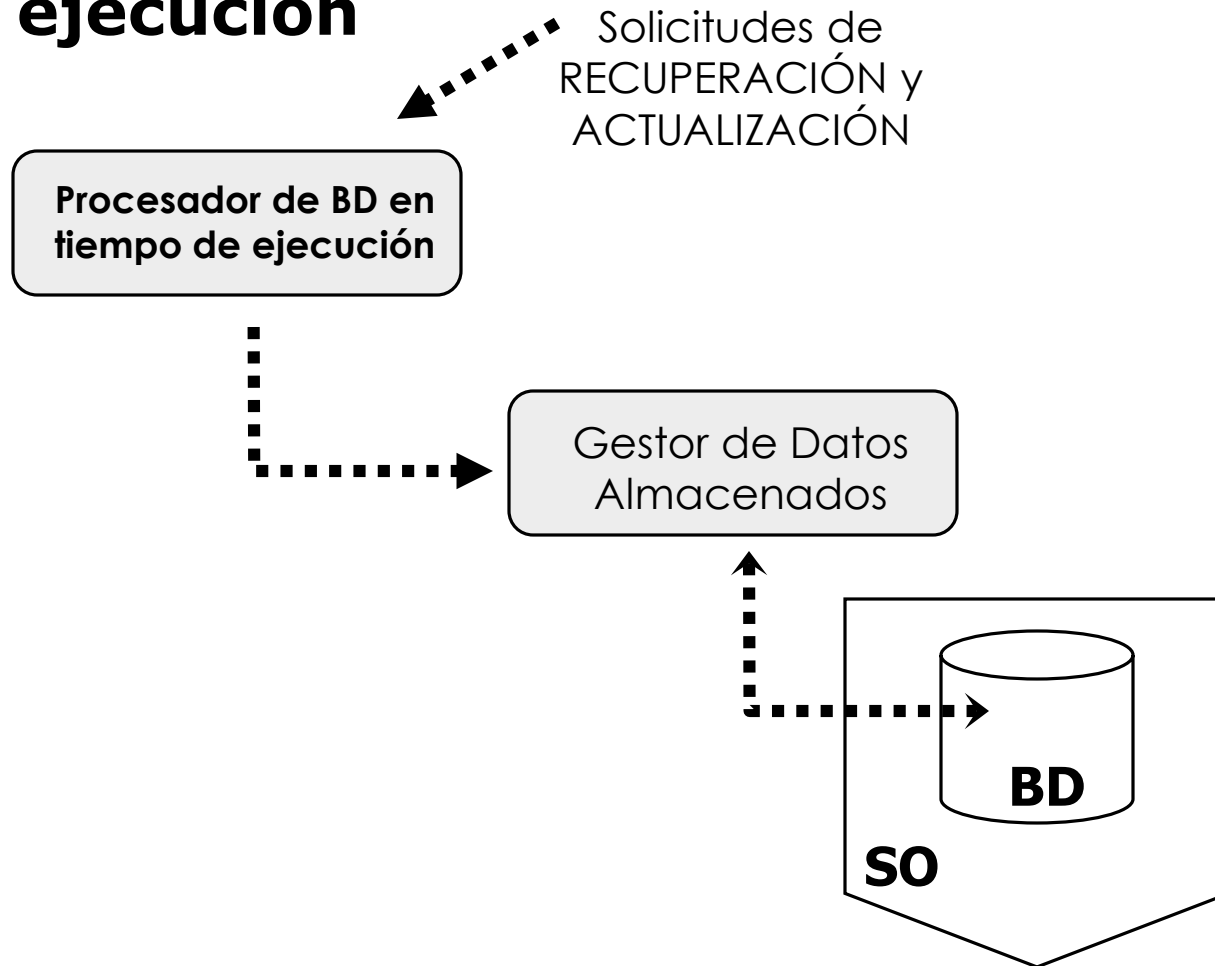 ejecución
Solicitudes de
RECUPERACIÓN y
ACTUALIZACIÓN
Procesador de BD en
tiempo de ejecución
Gestor de Datos
Almacenados
BD
SO